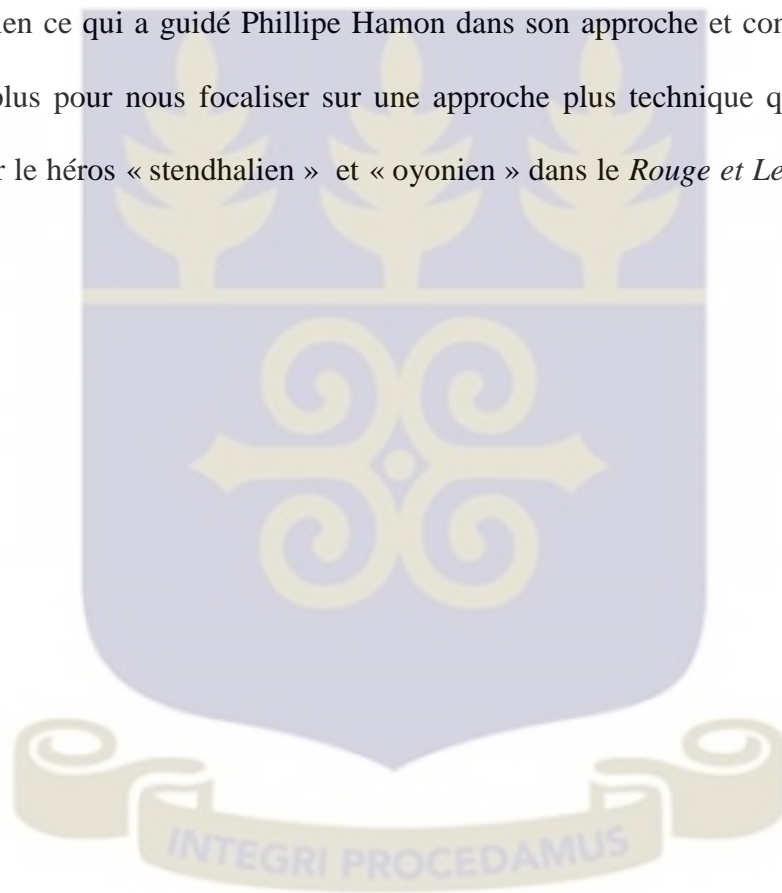 ien ce qui a guidé Phillipe Hamon dans son approche et con
plus pour nous focaliser sur une approche plus technique q
r le héros « stendhalien » et « oyonien » dans le Rouge et Le
INTEGRI PROCEDAMUS